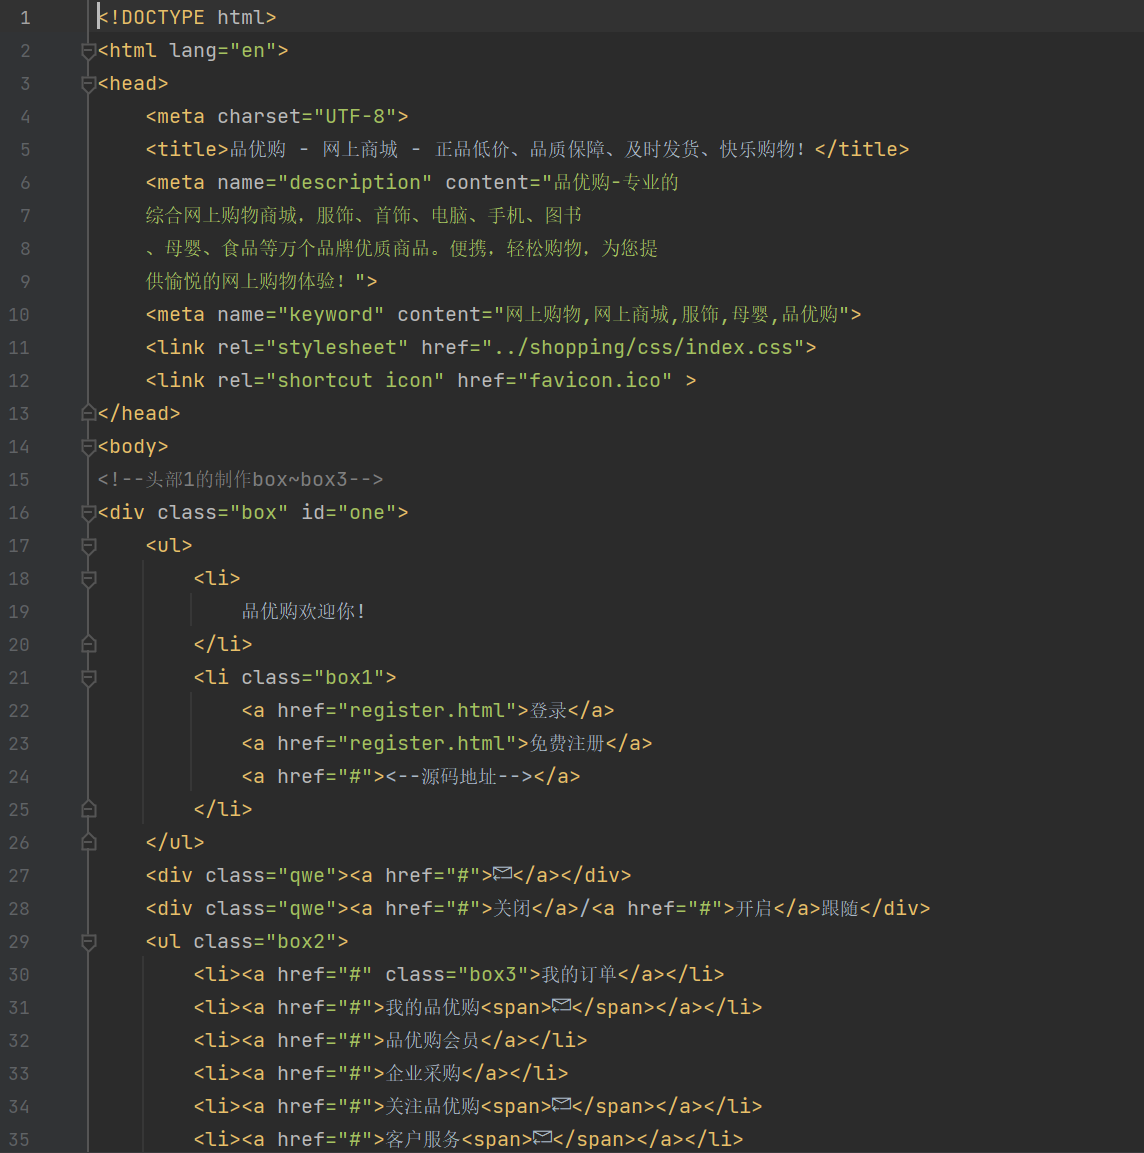 1 <!DOCTYPE html>
2 <html lang="en">
3 <head>
4 <meta charset="UTF-8">
5 <title>品优购 - 网上商城 - 正品低价、品质保障、及时发货、快乐购物！</title>
6 <meta name="description" content="品优购-专业的
7 综合网上购物商城，服饰、首饰、电脑、手机、图书
8 、母婴、食品等万个品牌优质商品。便携，轻松购物，为您提
9 供愉悦的网上购物体验！">
10 <meta name="keyword" content="网上购物,网上商城,服饰,母婴,品优购">
11 <link rel="stylesheet" href="../shopping/css/index.css">
12 <link rel="shortcut icon" href="favicon.ico" >
13 </head>
14 <body>
15 <!--头部1的制作box~box3-->
16 <div class="box" id="one">
17 <ul>
18 <li>
19 品优购欢迎你！
20 </li>
21 <li class="box1">
22 <a href="register.html">登录</a>
23 <a href="register.html">免费注册</a>
24 <a href="#"><--源码地址--></a>
25 </li>
26 </ul>
27 <div class="qwe"><a href="#"></a></div>
28 <div class="qwe"><a href="#">关闭</a>/<a href="#">开启</a>跟随</div>
29 <ul class="box2">
30 <li><a href="#" class="box3">我的订单</a></li>
31 <li><a href="#">我的品优购<span></span></a></li>
32 <li><a href="#">品优购会员</a></li>
33 <li><a href="#">企业采购</a></li>
34 <li><a href="#">关注品优购<span></span></a></li>
35 <li><a href="#">客户服务<span></span></a></li>